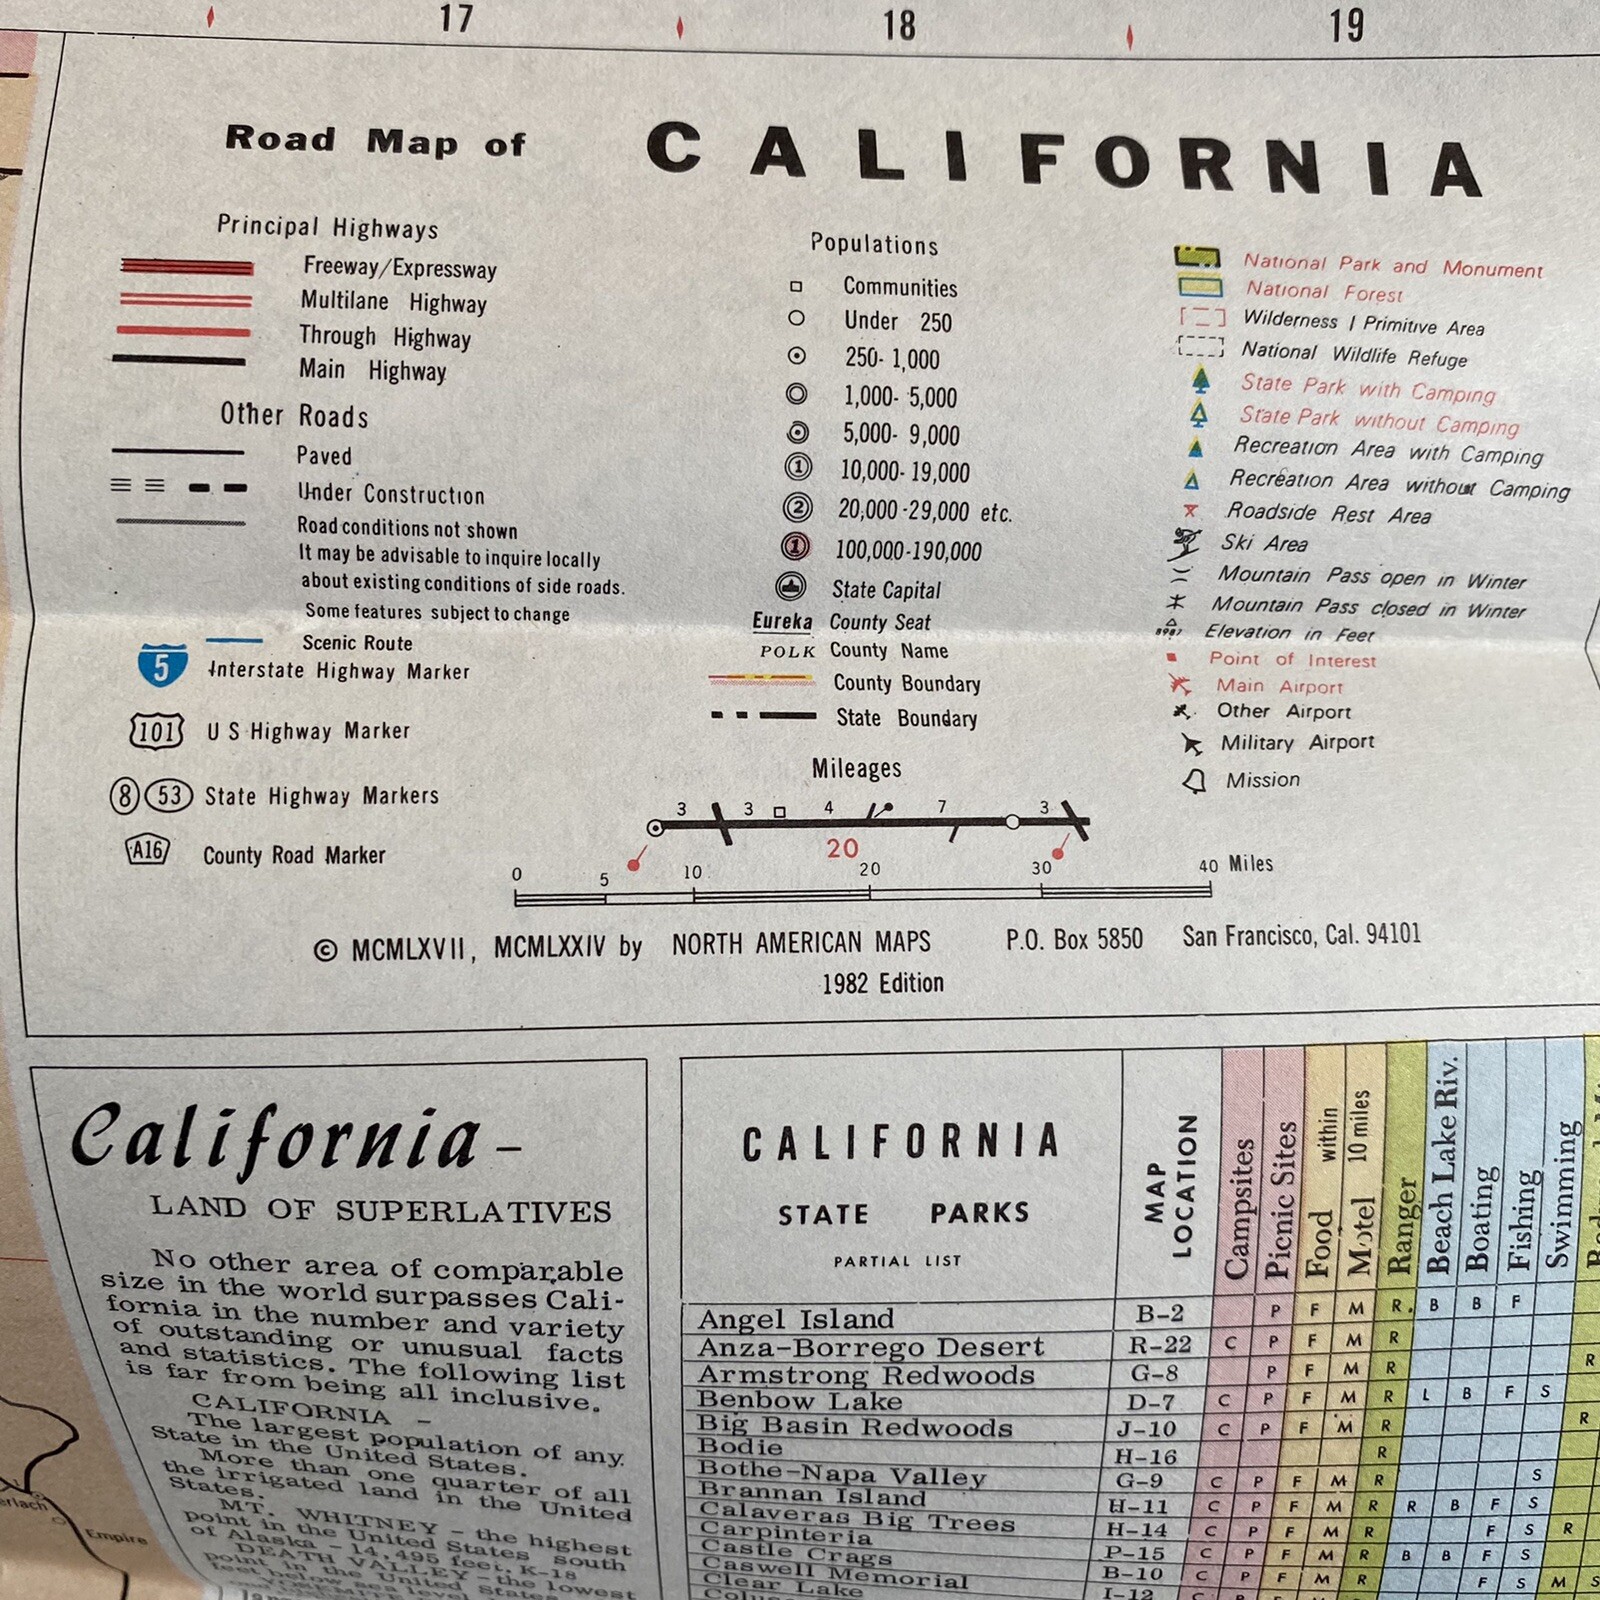 17 18 19
Road Map of CALIFORNIA
Principal Highways
Freeway/Expressway
Multilane Highway
Through Highway
Main Highway
Other Roads
Paved
Under Construction
Road conditions not shown
It may be advisable to inquire locally
about existing conditions of side roads.
Some features subject to change
Scenic Route
5 Interstate Highway Marker
101 U S Highway Marker
8 53 State Highway Markers
A16 County Road Marker
Populations
Communities
Under 250
250-1,000
1,000-5,000
5,000-9,000
1 10,000-19,000
2 20,000-29,000 etc.
1 100,000-190,000
State Capital
Eureka County Seat
POLK County Name
County Boundary
State Boundary
National Park and Monument
National Forest
Wilderness / Primitive Area
National Wildlife Refuge
State Park with Camping
State Park without Camping
Recreation Area with Camping
Recreation Area without Camping
Roadside Rest Area
Ski Area
Mountain Pass open in Winter
Mountain Pass closed in Winter
8987 Elevation in Feet
Point of Interest
Main Airport
Other Airport
Military Airport
Mission
Mileages
3 3 4 7 3
20
0 5 10 20 30 40 Miles
© MCMLXVII, MCMLXXIV by NORTH AMERICAN MAPS P.O. Box 5850 San Francisco, Cal. 94101
1982 Edition
California-
LAND OF SUPERLATIVES
No other area of comparable
size in the world surpasses Cali-
fornia in the number and variety
of outstanding or unusual facts
and statistics. The following list
is far from being all inclusive.
CALIFORNIA -
The largest population of any
State in the United States.
More than one quarter of all
the irrigated land in the United
States.
MT. WHITNEY - the highest
point in the United States south
of Alaska - 14,495 feet. K-18
DEATH VALLEY - the lowest
point in the United States
feet below sea level
CALIFORNIA
STATE PARKS
PARTIAL LIST
MAP LOCATION
Campsites
Picnic Sites
Food within
Motel 10 miles
Ranger
Beach Lake Riv.
Boating
Fishing
Swimming
Angel Island B-2 P F M R. B B F
Anza-Borrego Desert R-22 C P F M R
Armstrong Redwoods G-8 P F M R R
Benbow Lake D-7 C P F M R L B F S
Big Basin Redwoods J-10 C P F M R R
Bodie H-16 R
Bothe-Napa Valley G-9 C P F M R S
Brannan Island H-11 C P F M R R B F S
Calaveras Big Trees H-14 C P F M R F S R
Carpinteria P-15 C P F M R B B F S
Castle Crags B-10 C P F M R F S M S
Caswell Memorial I-12
Clear Lake
erlach
Empire